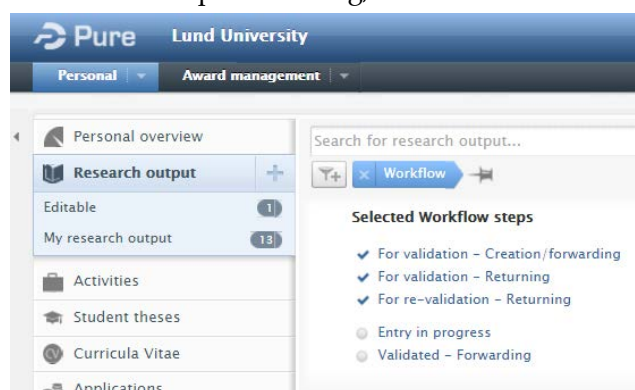 Pure Lund University
Personal Award management
Personal overview
Research output
Editable 1
My research output 13
Activities
Student theses
Curricula Vitae
Applications
Search for research output...
Workflow
Selected Workflow steps
For validation - Creation/forwarding
For validation - Returning
For re-validation - Returning
Entry in progress
Validated - Forwarding